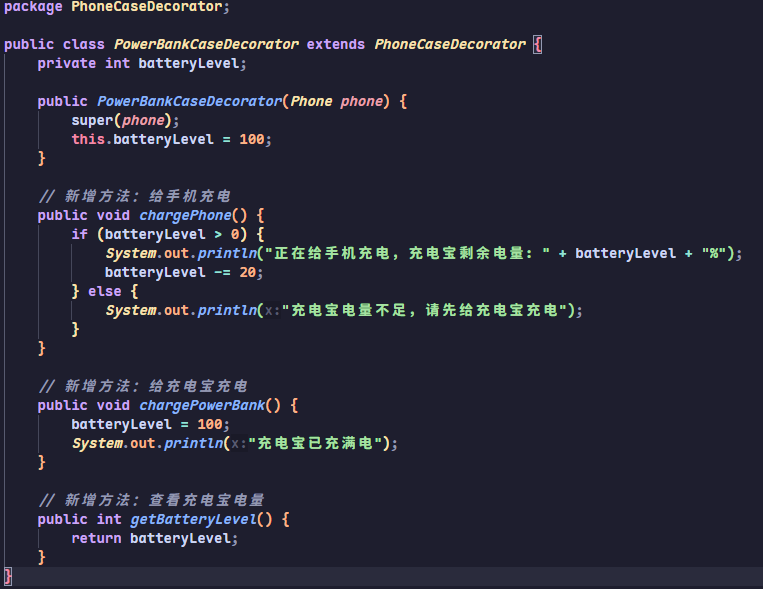 package PhoneCaseDecorator;
public class PowerBankCaseDecorator extends PhoneCaseDecorator {
    private int batteryLevel;
    public PowerBankCaseDecorator(Phone phone) {
        super(phone);
        this.batteryLevel = 100;
    }
    // 新增方法：给手机充电
    public void chargePhone() {
        if (batteryLevel > 0) {
            System.out.println("正在给手机充电，充电宝剩余电量：" + batteryLevel + "%");
            batteryLevel -= 20;
        } else {
            System.out.println(x:"充电宝电量不足，请先给充电宝充电");
        }
    }
    // 新增方法：给充电宝充电
    public void chargePowerBank() {
        batteryLevel = 100;
        System.out.println(x:"充电宝已充满电");
    }
    // 新增方法：查看充电宝电量
    public int getBatteryLevel() {
        return batteryLevel;
    }
}